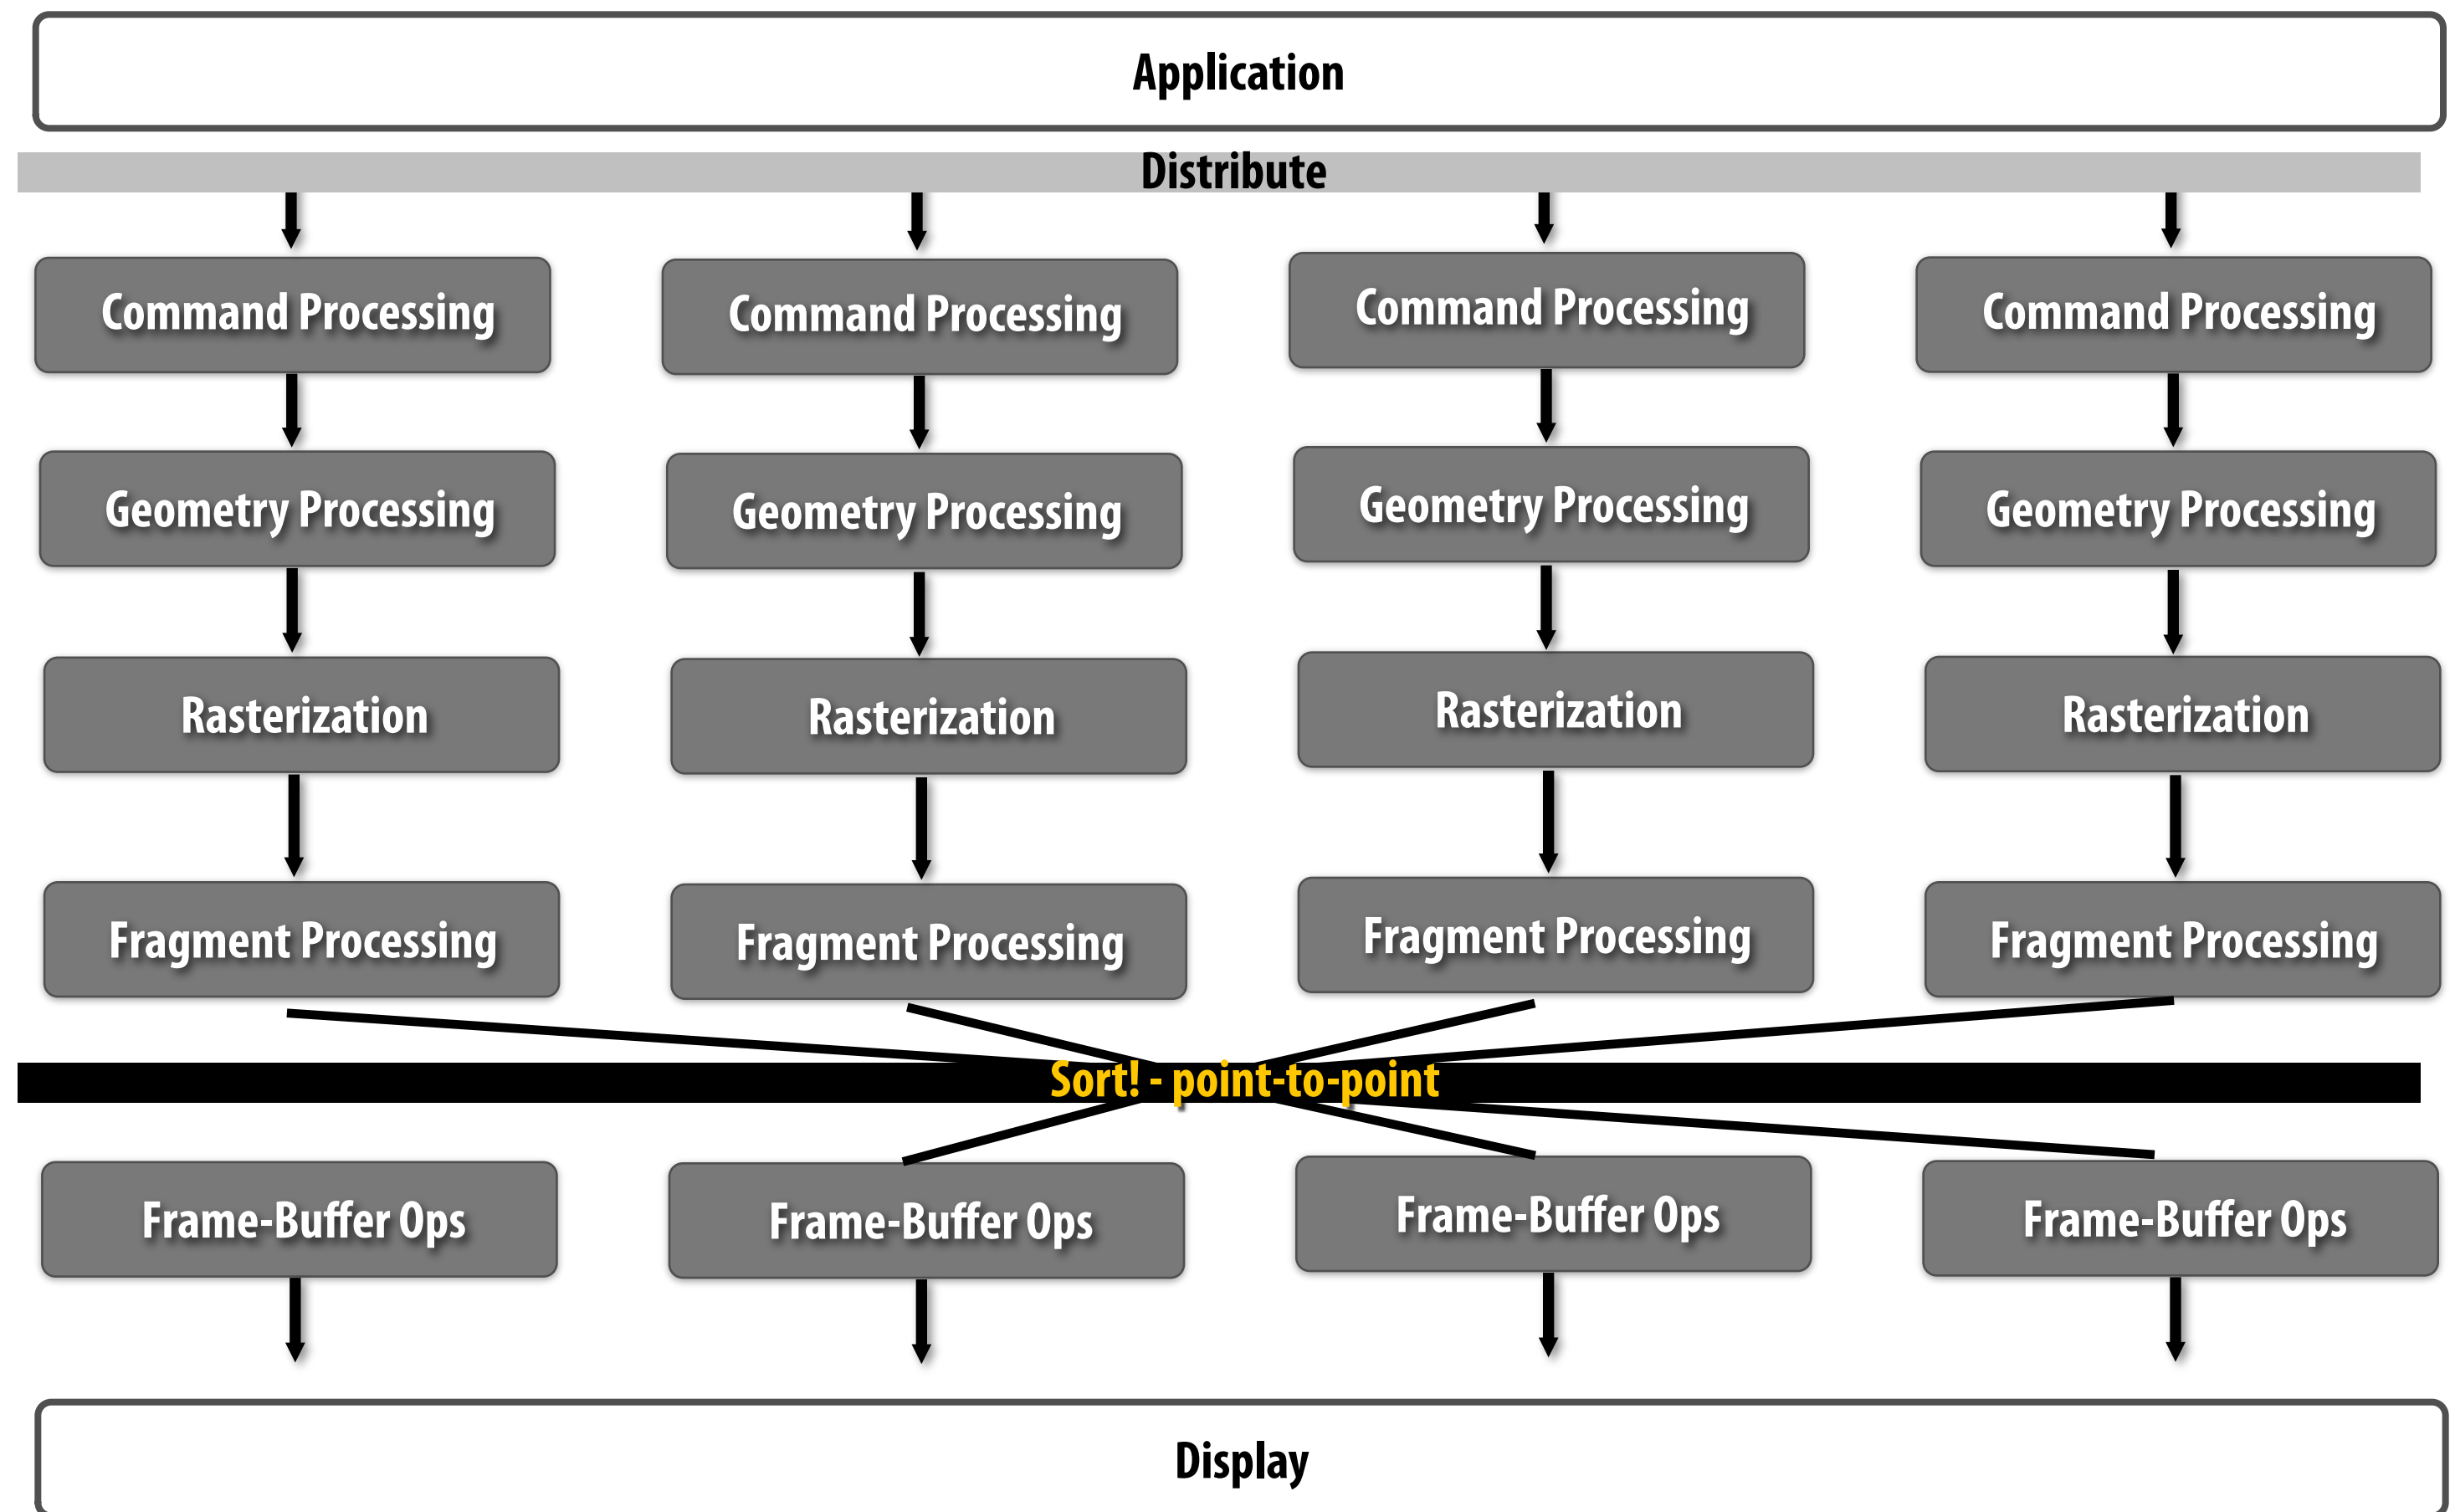 Application
Distribute
Command Processing
Command Processing
Command Processing
Command Processing
Geometry Processing
Geometry Processing
Geometry Processing
Geometry Processing
Rasterization
Rasterization
Rasterization
Rasterization
Fragment Processing
Fragment Processing
Fragment Processing
Fragment Processing
Sort! - point-to-point
Frame-Buffer Ops
Frame-Buffer Ops
Frame-Buffer Ops
Frame-Buffer Ops
Display